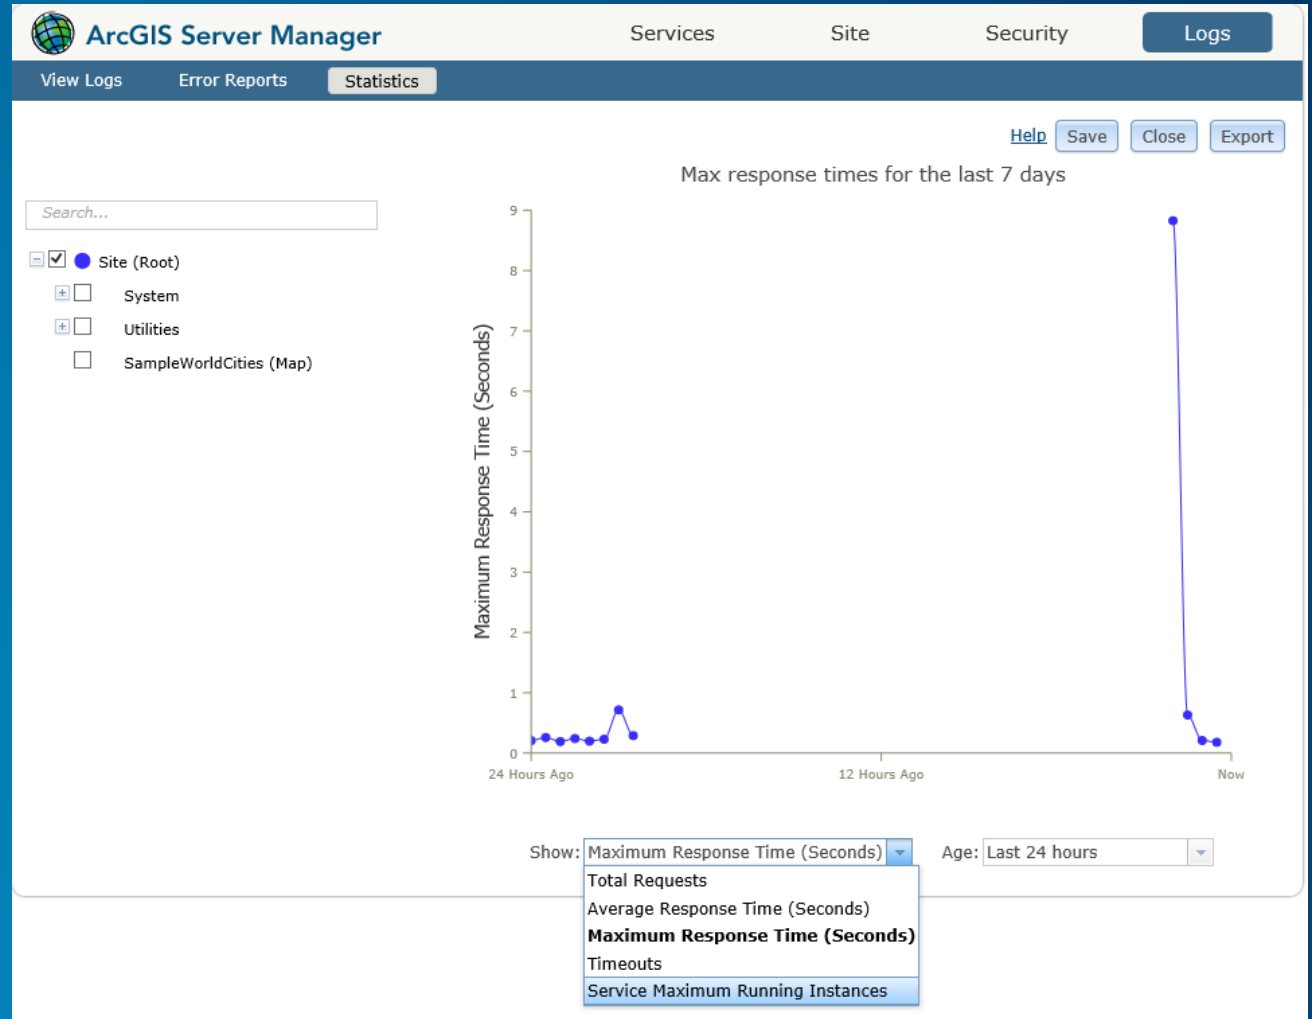 ArcGIS Server Manager
Services
Site
Security
Logs
View Logs
Error Reports
Statistics
Help
Save
Close
Export
Max response times for the last 7 days
Search...
Site (Root)
System
Utilities
SampleWorldCities (Map)
Maximum Response Time (Seconds)
9
8
7
6
5
4
3
2
1
0
24 Hours Ago
12 Hours Ago
Now
Show: Maximum Response Time (Seconds)
Age: Last 24 hours
Total Requests
Average Response Time (Seconds)
Maximum Response Time (Seconds)
Timeouts
Service Maximum Running Instances